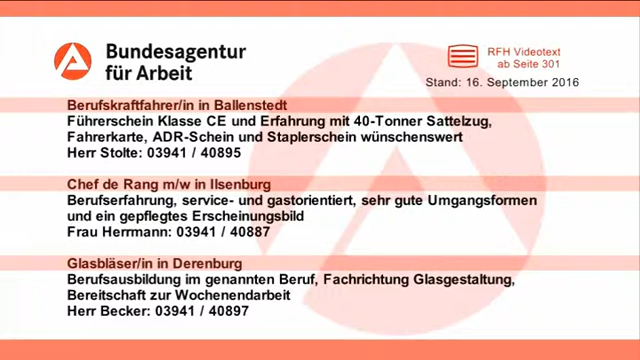 Bundesagentur
für Arbeit
RFH Videotext
ab Seite 301
Stand: 16. September 2016
Berufskraftfahrer/in in Ballenstedt
Führerschein Klasse CE und Erfahrung mit 40-Tonner Sattelzug,
Fahrerkarte, ADR-Schein und Staplerschein wünschenswert
Herr Stolte: 03941 / 40895
Chef de Rang m/w in Ilsenburg
Berufserfahrung, service- und gastorientiert, sehr gute Umgangsformen
und ein gepflegtes Erscheinungsbild
Frau Herrmann: 03941 / 40887
Glasbläser/in in Derenburg
Berufsausbildung im genannten Beruf, Fachrichtung Glasgestaltung,
Bereitschaft zur Wochenendarbeit
Herr Becker: 03941 / 40897